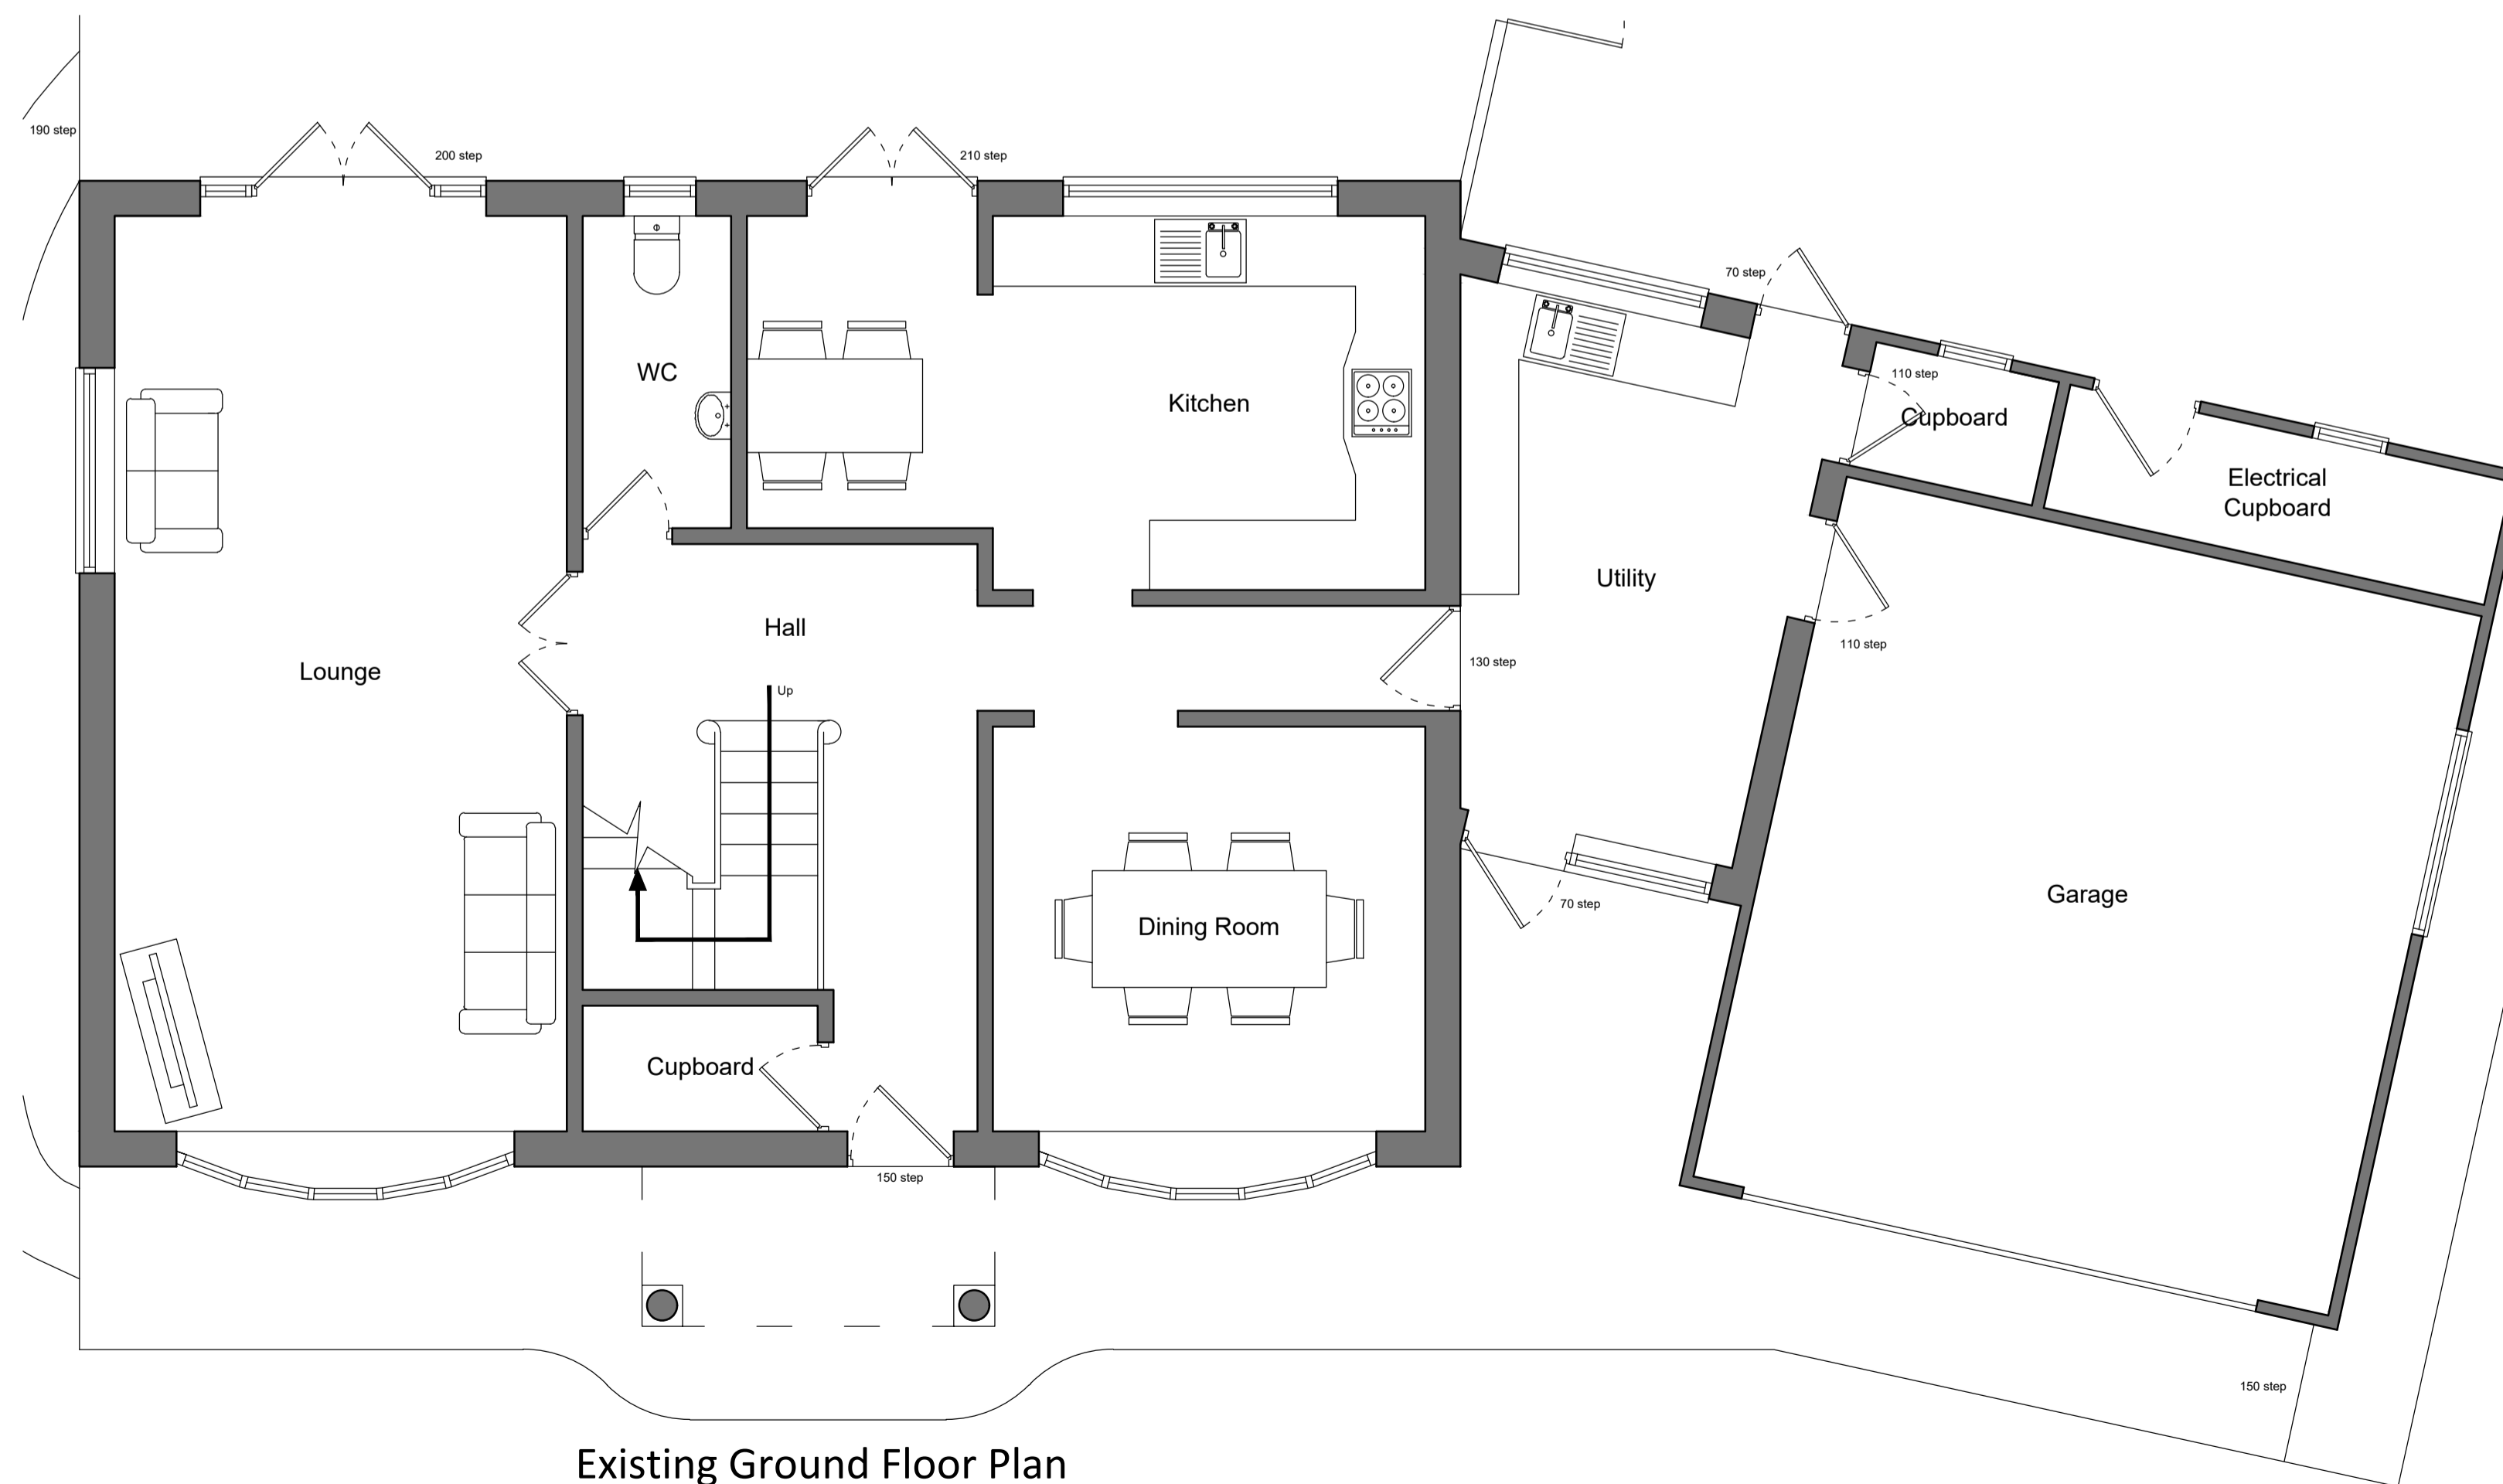 190 step
200 step
210 step
70 step
110 step
WC
Kitchen
Cupboard
Electrical
Cupboard
Utility
Hall
110 step
Lounge
130 step
Up
Garage
70 step
Dining Room
Cupboard
150 step
150 step
Existing Ground Floor Plan